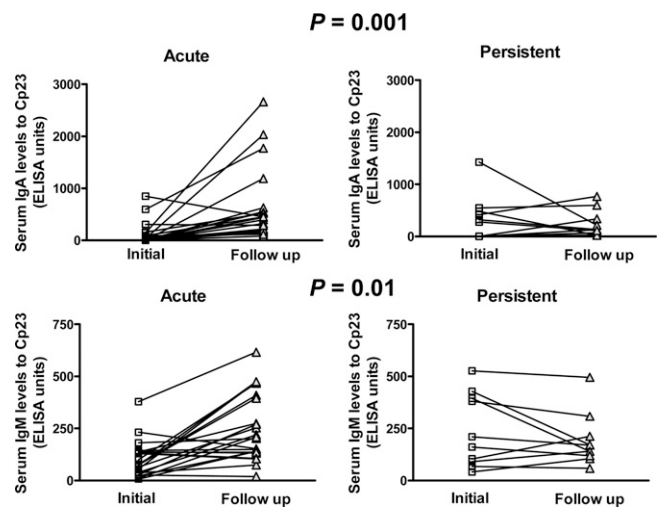 P = 0.001
Acute
Persistent
Serum IgA levels to Cp23
(ELISA units)
3000
2000
1000
0
Initial
Follow up
Serum IgA levels to Cp23
(ELISA units)
3000
2000
1000
0
Initial
Follow up
P = 0.01
Acute
Persistent
Serum IgM levels to Cp23
(ELISA units)
750
500
250
0
Initial
Follow up
Serum IgM levels to Cp23
(ELISA units)
750
500
250
0
Initial
Follow up